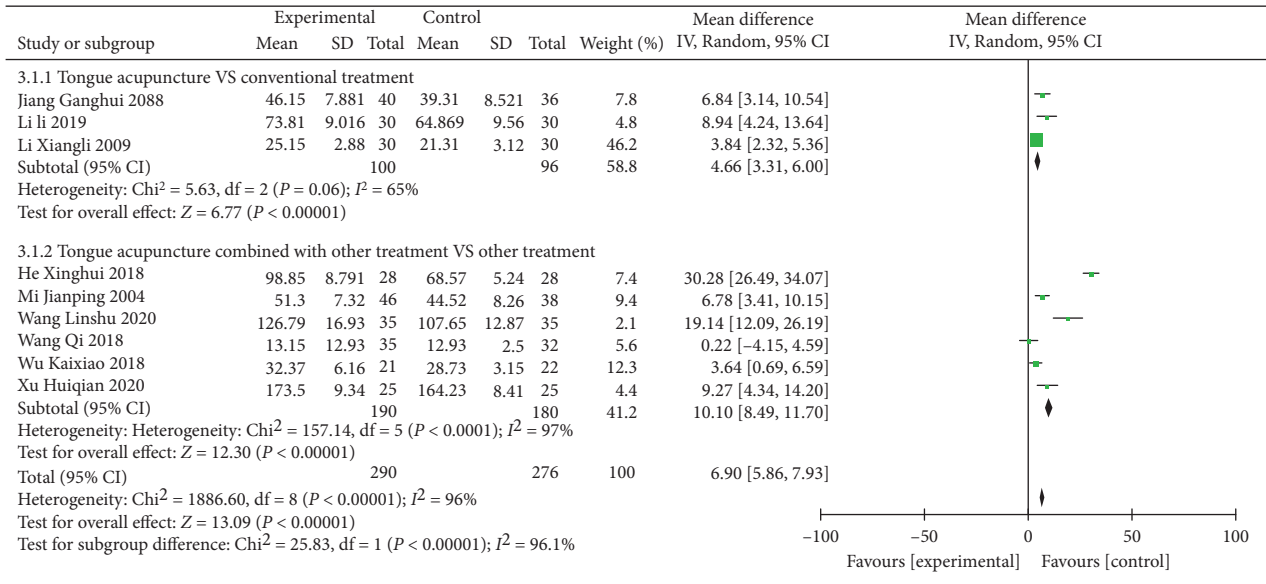 Experimental Control Mean difference Mean difference
Study or subgroup Mean SD Total Mean SD Total Weight (%) IV, Random, 95% CI IV, Random, 95% CI
3.1.1 Tongue acupuncture VS conventional treatment
Jiang Ganghui 2088 46.15 7.881 40 39.31 8.521 36 7.8 6.84 [3.14, 10.54]
Li li 2019 73.81 9.016 30 64.869 9.56 30 4.8 8.94 [4.24, 13.64]
Li Xiangli 2009 25.15 2.88 30 21.31 3.12 30 46.2 3.84 [2.32, 5.36]
Subtotal (95% CI) 100 96 58.8 4.66 [3.31, 6.00]
Heterogeneity: Chi² = 5.63, df = 2 (P = 0.06); I² = 65%
Test for overall effect: Z = 6.77 (P < 0.00001)
3.1.2 Tongue acupuncture combined with other treatment VS other treatment
He Xinghui 2018 98.85 8.791 28 68.57 5.24 28 7.4 30.28 [26.49, 34.07]
Mi Jianping 2004 51.3 7.32 46 44.52 8.26 38 9.4 6.78 [3.41, 10.15]
Wang Linshu 2020 126.79 16.93 35 107.65 12.87 35 2.1 19.14 [12.09, 26.19]
Wang Qi 2018 13.15 12.93 35 12.93 2.5 32 5.6 0.22 [–4.15, 4.59]
Wu Kaixiao 2018 32.37 6.16 21 28.73 3.15 22 12.3 3.64 [0.69, 6.59]
Xu Huiqian 2020 173.5 9.34 25 164.23 8.41 25 4.4 9.27 [4.34, 14.20]
Subtotal (95% CI) 190 180 41.2 10.10 [8.49, 11.70]
Heterogeneity: Heterogeneity: Chi² = 157.14, df = 5 (P < 0.0001); I² = 97%
Test for overall effect: Z = 12.30 (P < 0.00001)
Total (95% CI) 290 276 100 6.90 [5.86, 7.93]
Heterogeneity: Chi² = 1886.60, df = 8 (P < 0.00001); I² = 96%
Test for overall effect: Z = 13.09 (P < 0.00001)
Test for subgroup difference: Chi² = 25.83, df = 1 (P < 0.00001); I² = 96.1%
–100 –50 0 50 100
Favours [experimental] Favours [control]